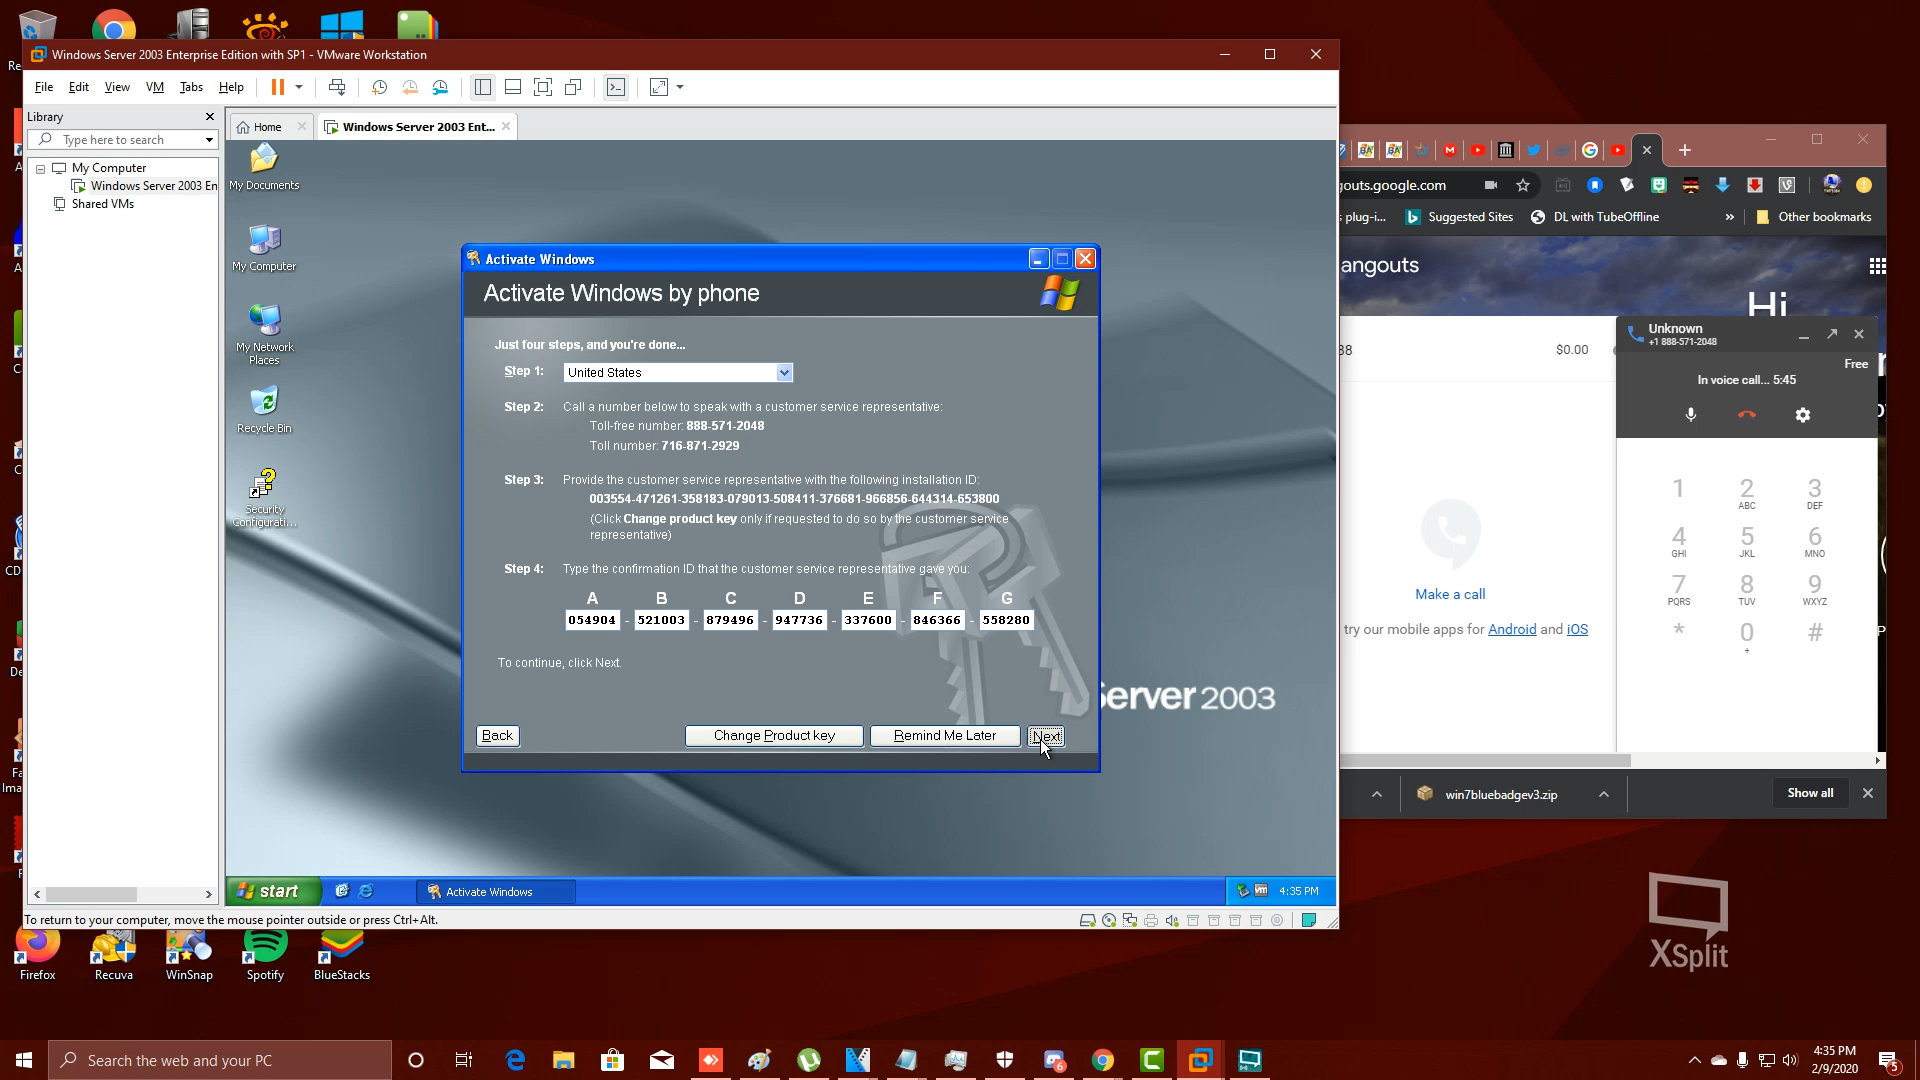 Windows Server 2003 Enterprise Edition with SP1 - VMware Workstation
File Edit View VM Tabs Help
Library
Type here to search
My Computer
Windows Server 2003 En
Shared VMs
Home
Windows Server 2003 Ent...
My Documents
My Computer
My Network
Places
Recycle Bin
Security
Configurati...
Activate Windows
Activate Windows by phone
Just four steps, and you're done...
Step 1: United States
Step 2: Call a number below to speak with a customer service representative:
Toll-free number: 888-571-2048
Toll number: 716-871-2929
Step 3: Provide the customer service representative with the following installation ID:
003554-471261-358183-079013-508411-376681-966856-644314-653800
(Click Change product key only if requested to do so by the customer service
representative)
Step 4: Type the confirmation ID that the customer service representative gave you:
A B C D E F G
054904 - 521003 - 879496 - 947736 - 337600 - 846366 - 558280
To continue, click Next.
Back Change Product key Remind Me Later Next
Server 2003
start
Activate Windows
vm
4:35 PM
To return to your computer, move the mouse pointer outside or press Ctrl+Alt.
outs.google.com
plug-i... Suggested Sites DL with TubeOffline » Other bookmarks
angouts
Hi
$0.00
Unknown
+1 888-571-2048
Free
In voice call... 5:45
1 2 3
ABC DEF
4 5 6
GHI JKL MNO
7 8 9
PQRS TUV WXYZ
* 0 #
+
Make a call
try our mobile apps for Android and iOS
win7bluebadgev3.zip
Show all
XSplit
Firefox
Recuva
WinSnap
Spotify
BlueStacks
Search the web and your PC
4:35 PM
2/9/2020
5